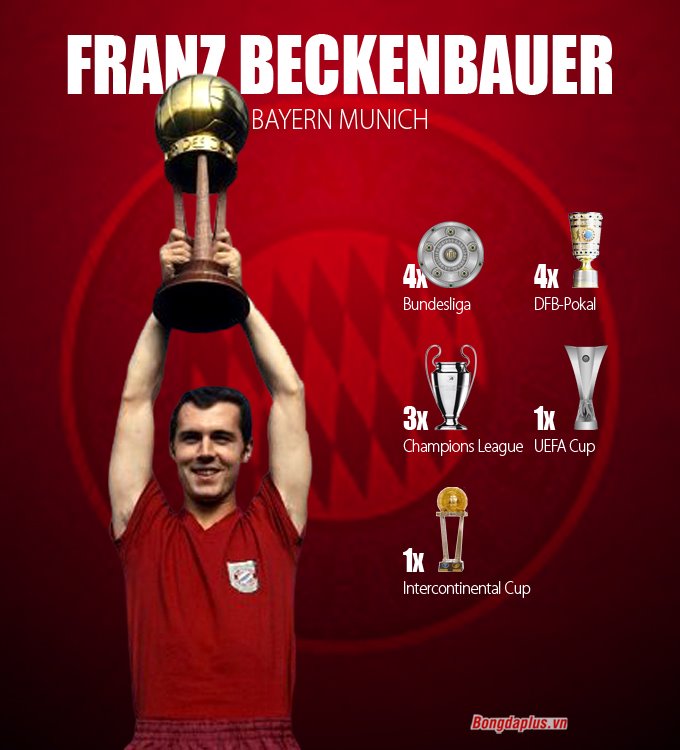 FRANZ BECKENBAUER
BAYERN MUNICH
4x
Bundesliga
4x
DFB-Pokal
3x
Champions League
1x
UEFA Cup
1x
Intercontinental Cup
Bongdaplus.vn